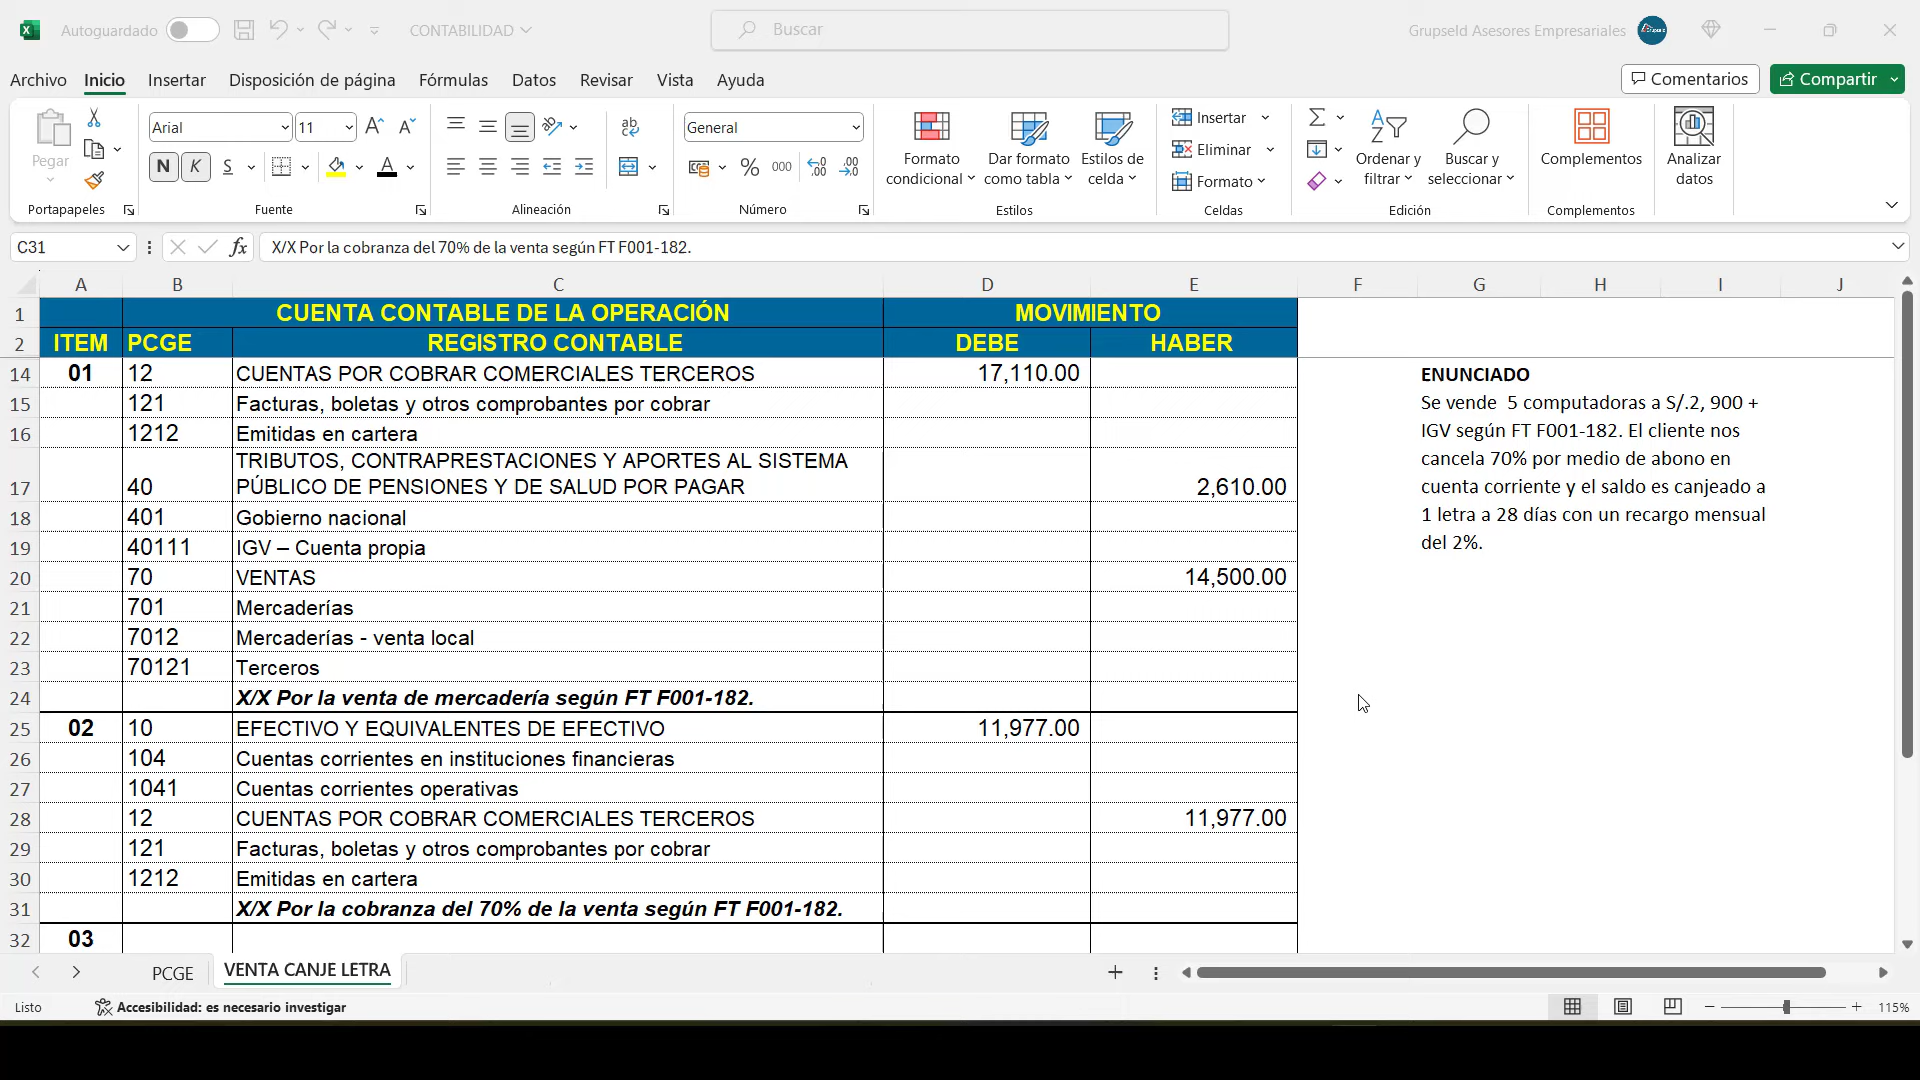 Autoguardado
CONTABILIDAD
Buscar
Grupseld Asesores Empresariales
Archivo Inicio Insertar Disposición de página Fórmulas Datos Revisar Vista Ayuda
Comentarios Compartir
Pegar
Portapapeles
Arial 11
N K S A
Fuente
ab
Alineación
General
% 000
Número
Formato condicional
Dar formato como tabla
Estilos de celda
Estilos
Insertar
Eliminar
Formato
Celdas
Ordenar y filtrar
Buscar y seleccionar
Edición
Complementos
Complementos
Analizar datos
C31 fx X/X Por la cobranza del 70% de la venta según FT F001-182.
A B C D E F G H I J
1 CUENTA CONTABLE DE LA OPERACIÓN MOVIMIENTO
2 ITEM PCGE REGISTRO CONTABLE DEBE HABER
14 01 12 CUENTAS POR COBRAR COMERCIALES TERCEROS 17,110.00
15 121 Facturas, boletas y otros comprobantes por cobrar
16 1212 Emitidas en cartera
TRIBUTOS, CONTRAPRESTACIONES Y APORTES AL SISTEMA
17 40 PÚBLICO DE PENSIONES Y DE SALUD POR PAGAR 2,610.00
18 401 Gobierno nacional
19 40111 IGV – Cuenta propia
20 70 VENTAS 14,500.00
21 701 Mercaderías
22 7012 Mercaderías - venta local
23 70121 Terceros
24 X/X Por la venta de mercadería según FT F001-182.
25 02 10 EFECTIVO Y EQUIVALENTES DE EFECTIVO 11,977.00
26 104 Cuentas corrientes en instituciones financieras
27 1041 Cuentas corrientes operativas
28 12 CUENTAS POR COBRAR COMERCIALES TERCEROS 11,977.00
29 121 Facturas, boletas y otros comprobantes por cobrar
30 1212 Emitidas en cartera
31 X/X Por la cobranza del 70% de la venta según FT F001-182.
32 03
ENUNCIADO
Se vende 5 computadoras a S/.2, 900 +
IGV según FT F001-182. El cliente nos
cancela 70% por medio de abono en
cuenta corriente y el saldo es canjeado a
1 letra a 28 días con un recargo mensual
del 2%.
PCGE VENTA CANJE LETRA
Listo Accesibilidad: es necesario investigar 115%